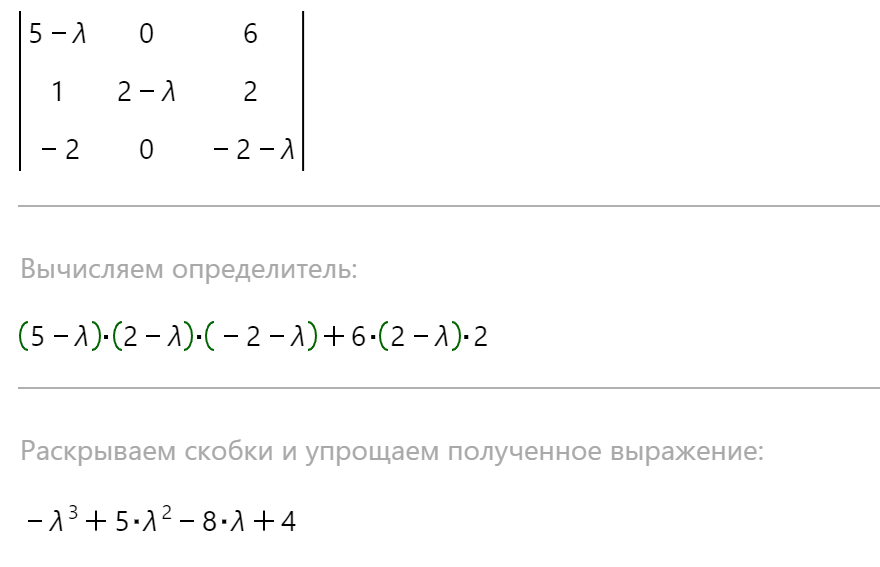 5 − λ 0 6
1 2 − λ 2
− 2 0 − 2 − λ
Вычисляем определитель:
(5 − λ)·(2 − λ)·( − 2 − λ) + 6·(2 − λ)·2
Раскрываем скобки и упрощаем полученное выражение:
− λ³ + 5·λ² − 8·λ + 4